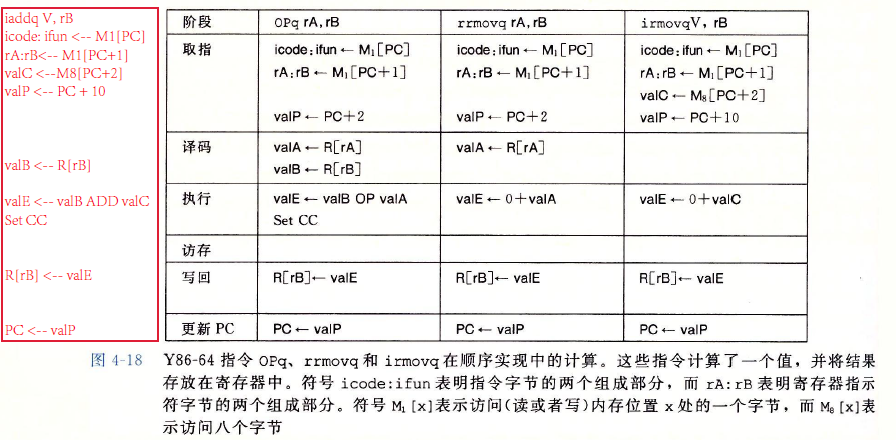 iaddq V, rB
icode: ifun <-- M1[PC]
rA:rB<-- M1[PC+1]
valC <--M8[PC+2]
valP <-- PC + 10
valB <-- R[rB]
valE <-- valB ADD valC
Set CC
R[rB] <-- valE
PC <-- valP
阶段 OPq rA, rB rrmovq rA, rB irmovqV, rB
取指 icode:ifun ← M₁[PC] icode:ifun ← M₁[PC] icode:ifun ← M₁[PC]
rA:rB ← M₁[PC+1] rA:rB ← M₁[PC+1] rA:rB ← M₁[PC+1]
valC ← M₈[PC+2]
valP ← PC+2 valP ← PC+2 valP ← PC+10
译码 valA ← R[rA] valA ← R[rA]
valB ← R[rB]
执行 valE ← valB OP valA valE ← 0+valA valE ← 0+valC
Set CC
访存
写回 R[rB]← valE R[rB]← valE R[rB]← valE
更新 PC PC ← valP PC ← valP PC ← valP
图 4-18 Y86-64 指令 OPq、rrmovq 和 irmovq 在顺序实现中的计算。这些指令计算了一个值，并将结果
存放在寄存器中。符号 icode:ifun 表明指令字节的两个组成部分，而 rA:rB 表明寄存器指示
符字节的两个组成部分。符号 M₁[x]表示访问(读或者写)内存位置 x 处的一个字节，而 M₈[x]表
示访问八个字节